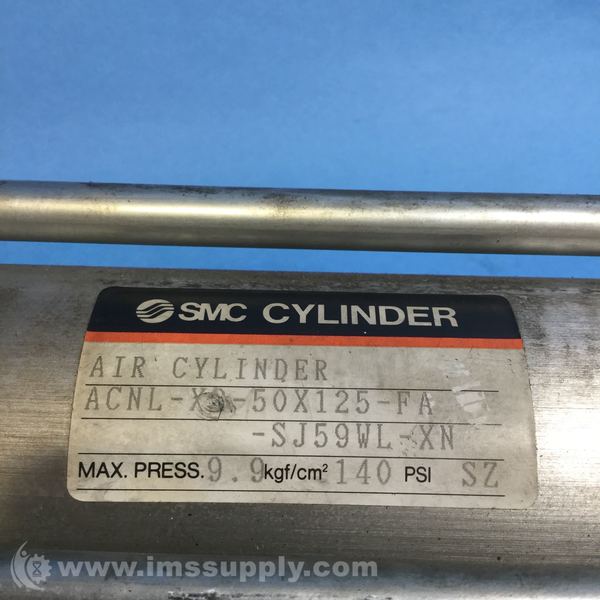 SMC CYLINDER
AIR CYLINDER
-50X125-FA
-SJ59WL-XN
MAX. PRESS. 9.9 kgf/cm² 140 PSI SZ
www.imssupply.com